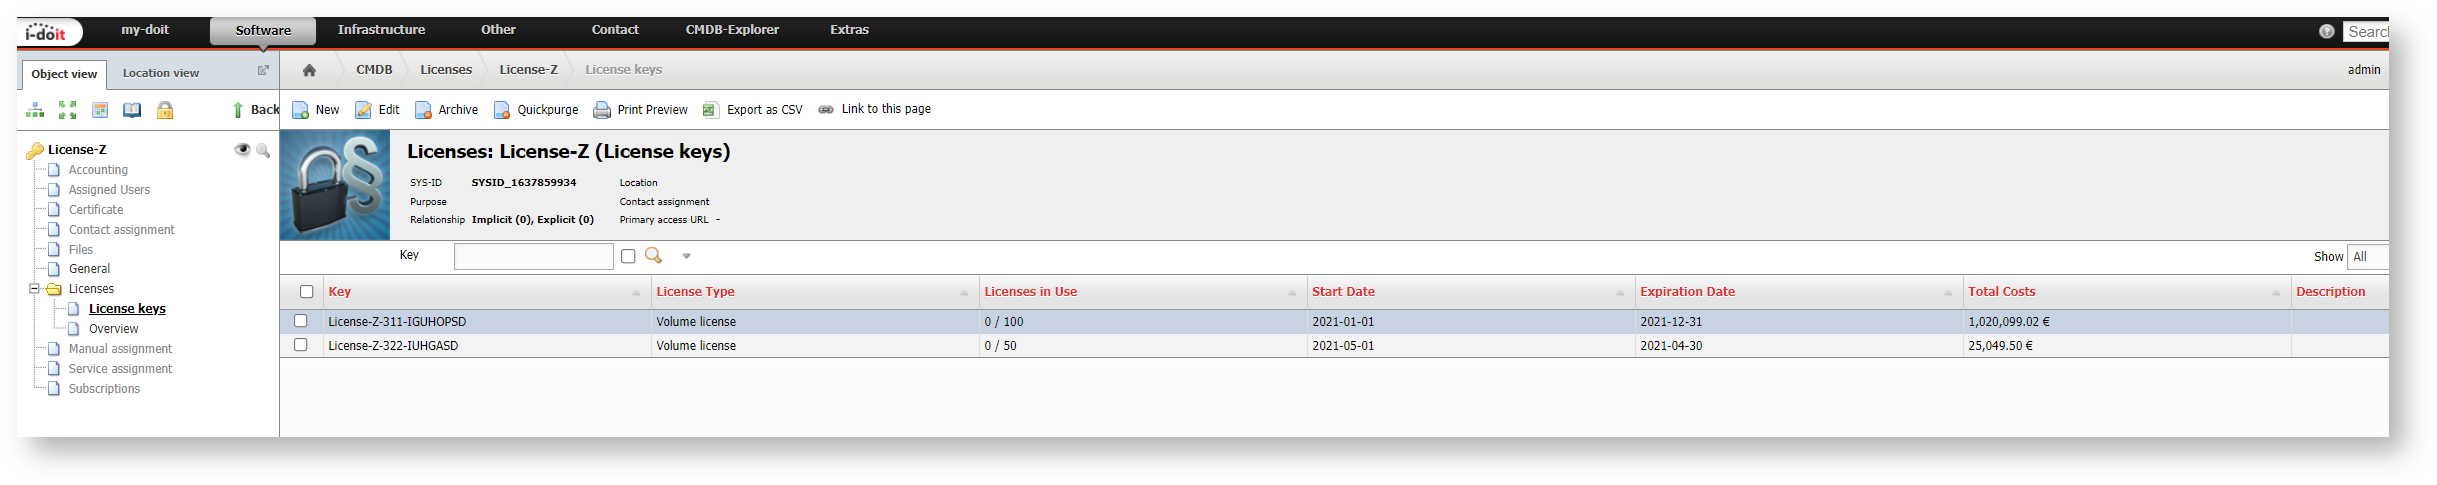 i-doit my-doit Software Infrastructure Other Contact CMDB-Explorer Extras ? Searc
Object view Location view
CMDB Licenses License-Z License keys admin
Back New Edit Archive Quickpurge Print Preview Export as CSV Link to this page
License-Z
Accounting
Assigned Users
Certificate
Contact assignment
Files
General
Licenses
License keys
Overview
Manual assignment
Service assignment
Subscriptions
Licenses: License-Z (License keys)
SYS-ID SYSID_1637859934 Location
Purpose Contact assignment
Relationship Implicit (0), Explicit (0) Primary access URL -
Key Show All
Key License Type Licenses in Use Start Date Expiration Date Total Costs Description
License-Z-311-IGUHOPSD Volume license 0 / 100 2021-01-01 2021-12-31 1,020,099.02 €
License-Z-322-IUHGASD Volume license 0 / 50 2021-05-01 2021-04-30 25,049.50 €